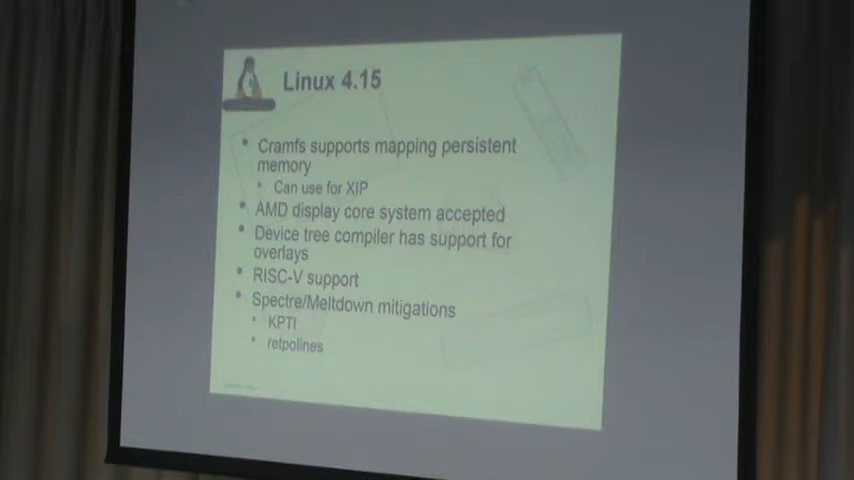 Linux 4.15
• Cramfs supports mapping persistent
memory
• Can use for XIP
• AMD display core system accepted
• Device tree compiler has support for
overlays
• RISC-V support
• Spectre/Meltdown mitigations
• KPTI
• retpolines